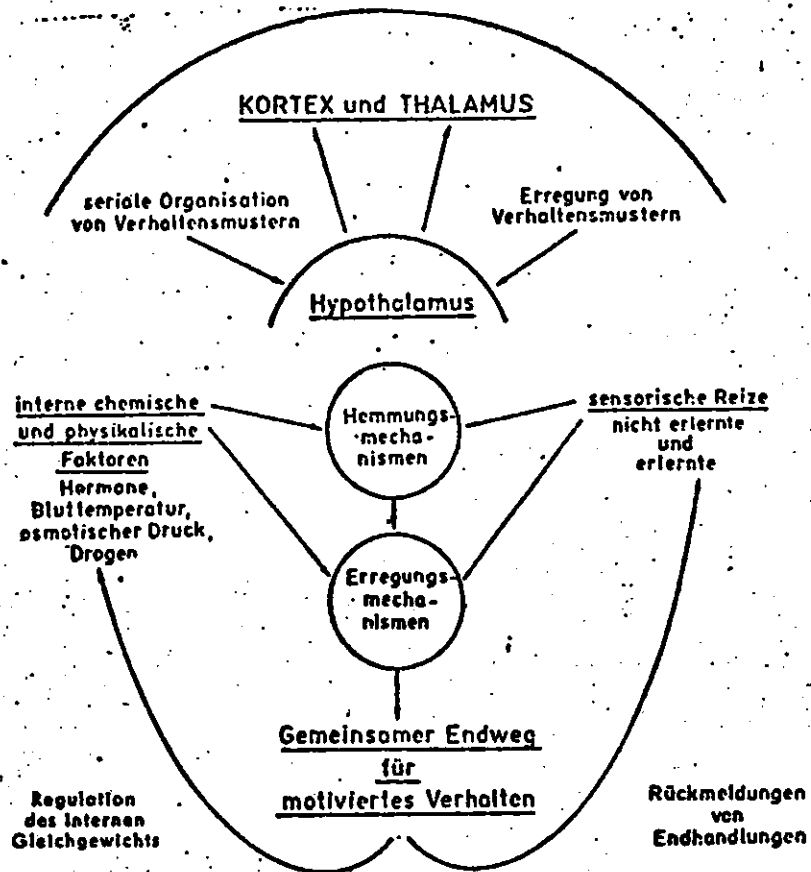 KORTEX und THALAMUS
seriale Organisation
von Verhaltensmustern
Erregung von
Verhaltensmustern
Hypothalamus
interne chemische
und physikalische
Faktoren
Hormone,
Bluttemperatur,
osmotischer Druck,
Drogen
Hemmungs-
mecha-
nismen
sensorische Reize
nicht erlernte
und
erlernte
Erregungs-
mecha-
nismen
Gemeinsamer Endweg
für
motiviertes Verhalten
Regulation
des internen
Gleichgewichts
Rückmeldungen
von
Endhandlungen